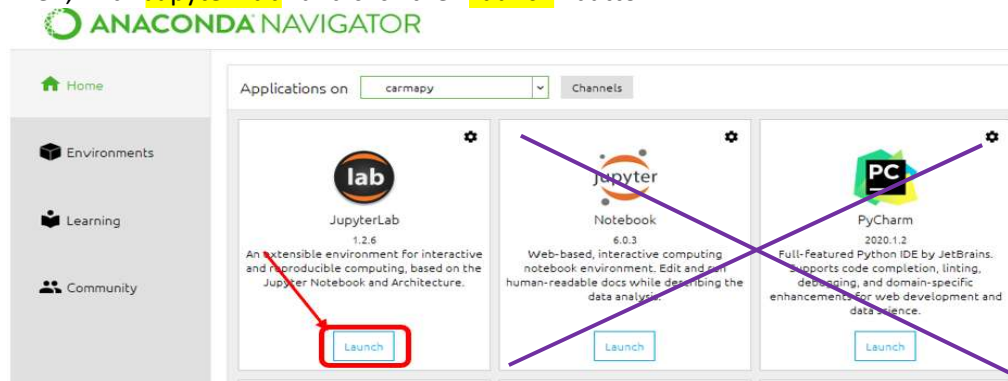 ANACONDA NAVIGATOR
Home
Applications on carmapy Channels
Environments
Learning
Community
lab
JupyterLab
1.2.6
An extensible environment for interactive
and reproducible computing, based on the
Jupyter Notebook and Architecture.
Launch
jupyter
Notebook
6.0.3
Web-based, interactive computing
notebook environment. Edit and run
human-readable docs while describing the
data analysis.
Launch
PC
PyCharm
2020.1.2
Full-featured Python IDE by JetBrains.
Supports code completion, linting,
debugging, and domain-specific
enhancements for web development and
data science.
Launch